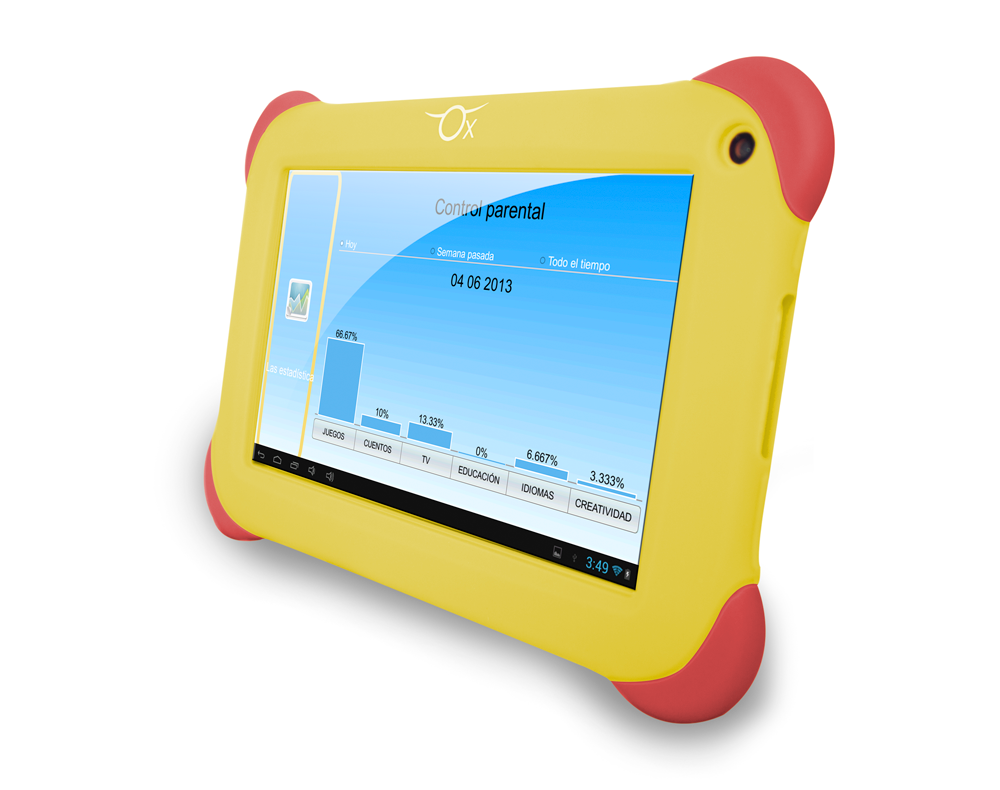 Ox
Control parental
Hoy
Semana pasada
Todo el tiempo
04 06 2013
Las estadística
66.67%
10%
13.33%
0%
6.667%
3.333%
JUEGOS
CUENTOS
TV
EDUCACIÓN
IDIOMAS
CREATIVIDAD
3:49